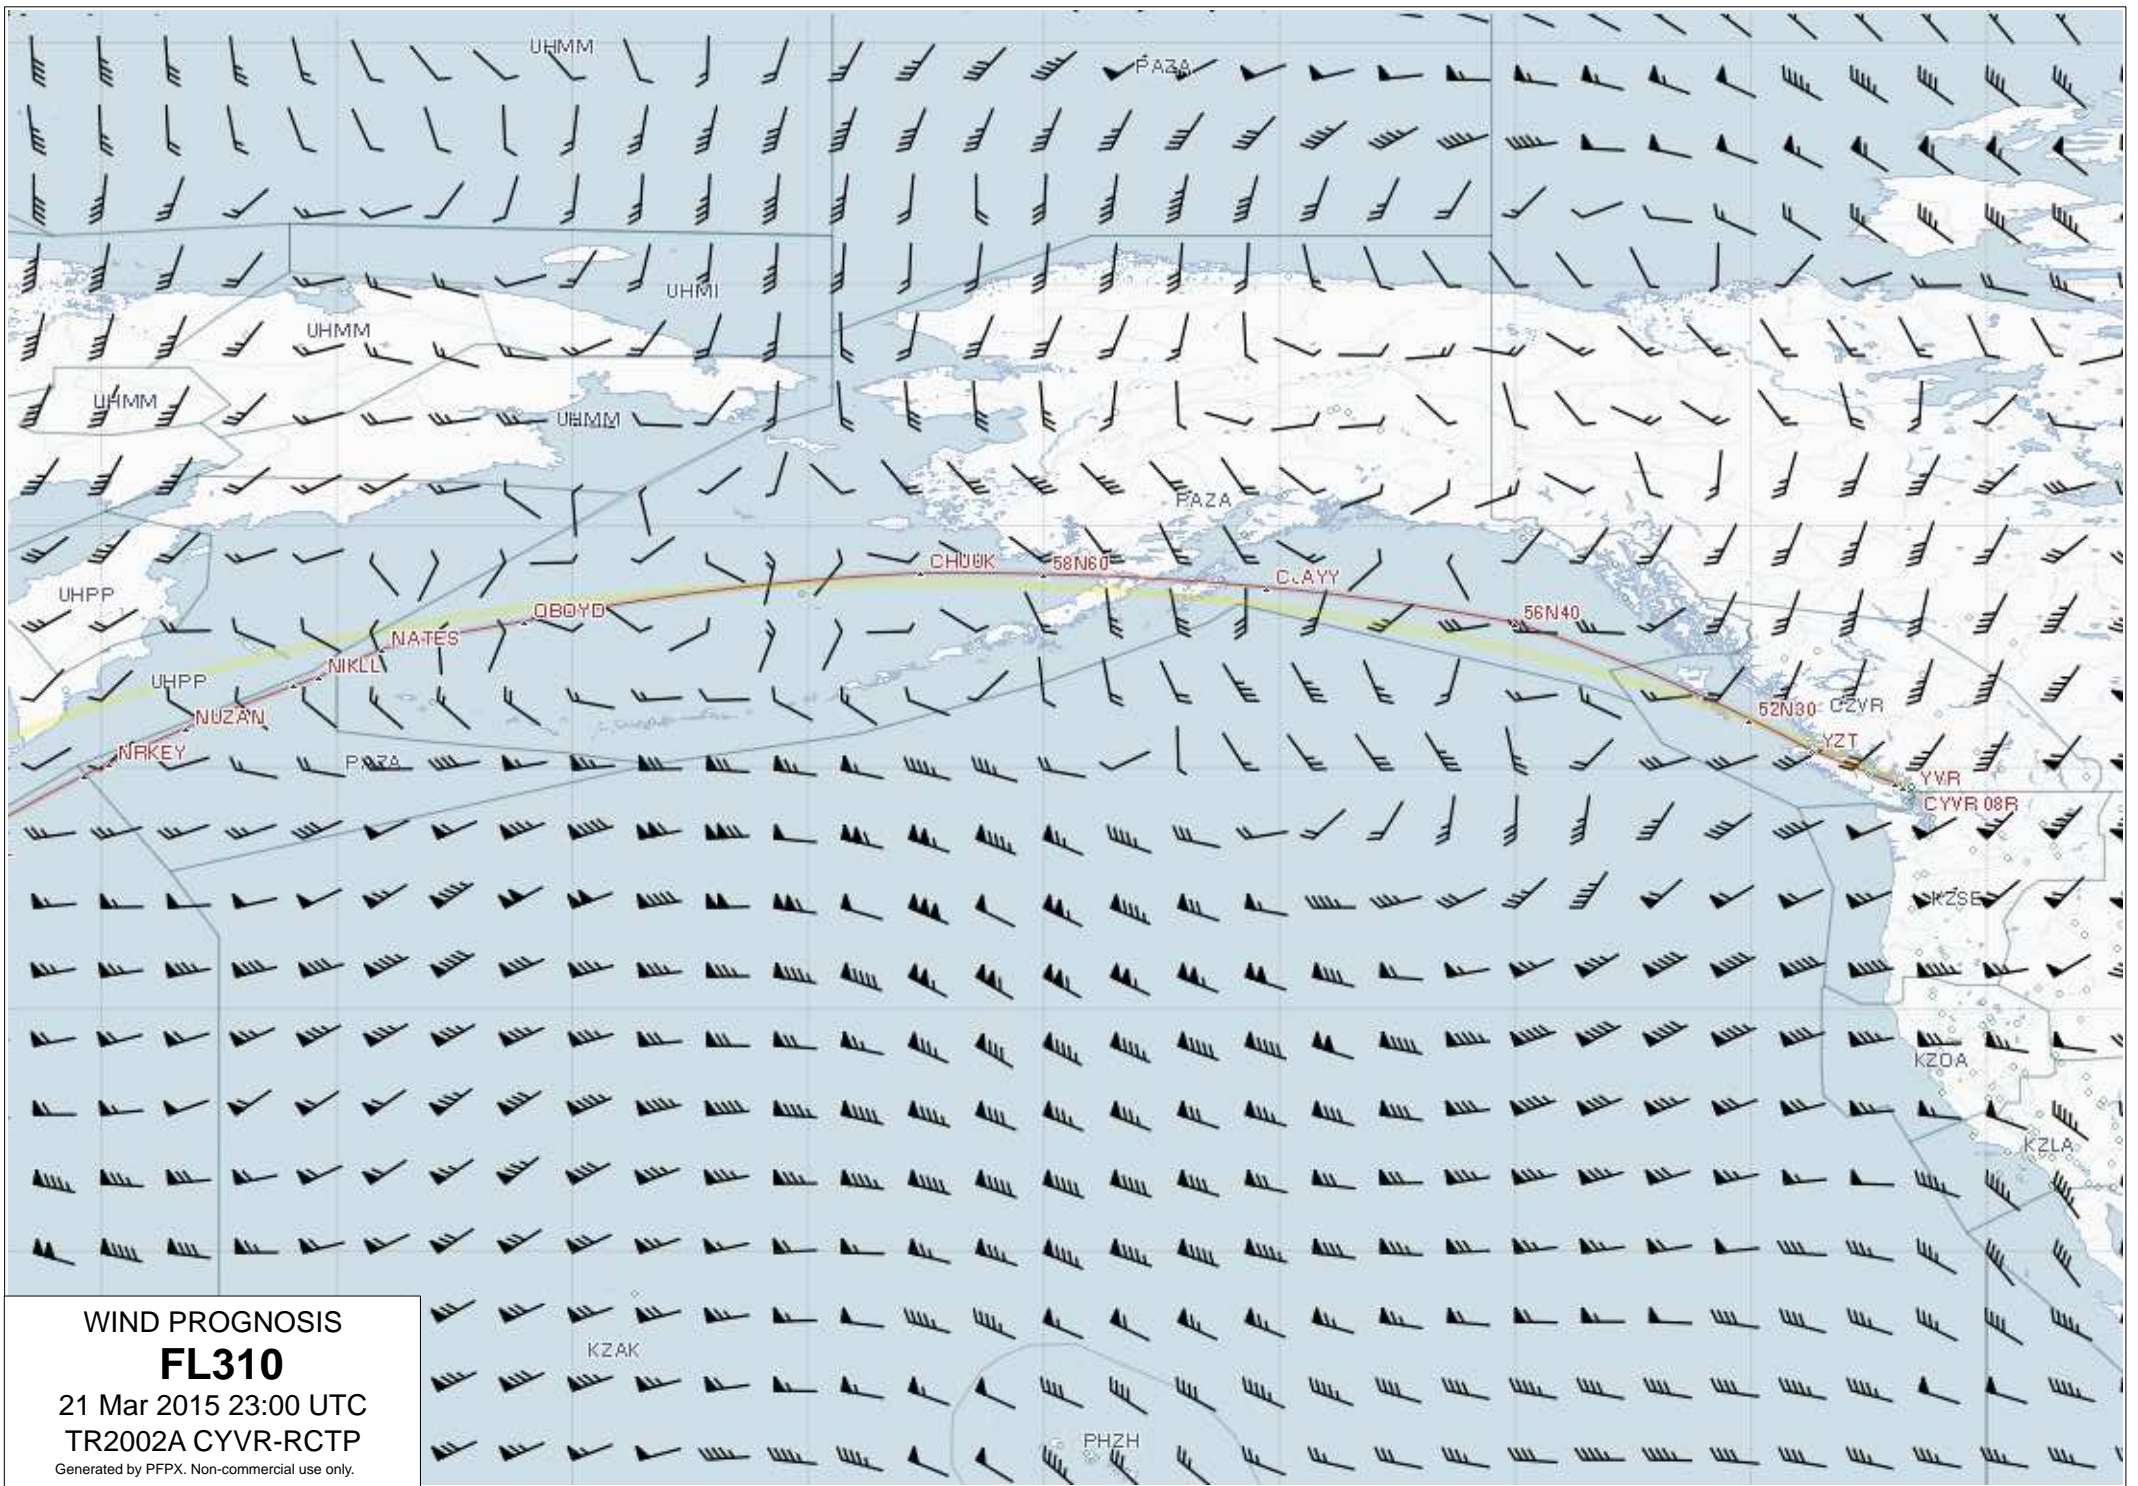 UHMM
PAZA
UHMI
UHMM
UHMM
UHMM
PAZA
UHPP
CHUUK
58N60
CJAYY
OBOYD
56N40
NATES
NIKLL
UHPP
NUZAN
52N30
CZVR
YZT
NRKEY
PAZA
YVR
CYVR 08R
KZSE
KZOA
KZLA
WIND PROGNOSIS
FL310
21 Mar 2015 23:00 UTC
TR2002A CYVR-RCTP
Generated by PFPX. Non-commercial use only.
KZAK
PHZH